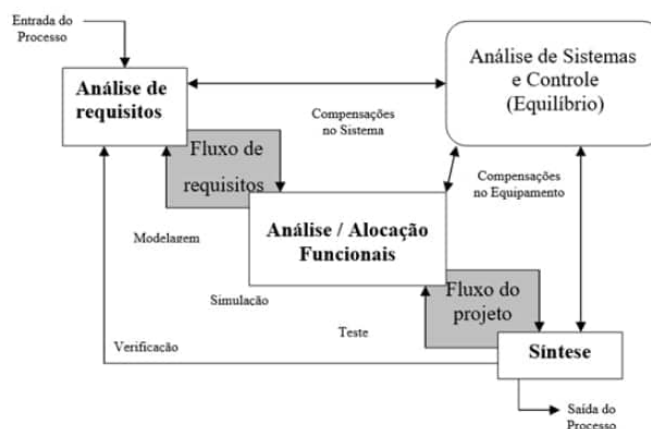 Entrada do
Processo
Análise de
requisitos
Análise de Sistemas
e Controle
(Equilíbrio)
Compensações
no Sistema
Fluxo de
requisitos
Compensações
no Equipamento
Modelagem
Análise / Alocação
Funcionais
Simulação
Fluxo do
projeto
Teste
Verificação
Síntese
Saída do
Processo